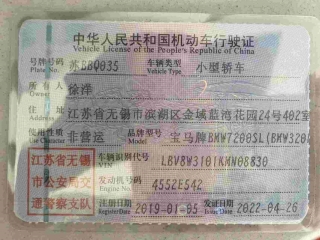 中华人民共和国机动车行驶证
Vehicle License of the People's Republic of China
号牌号码 苏BB9035 车辆类型 小型轿车
Plate No. Vehicle Type
所有人 徐洋
Owner
住址 江苏省无锡市滨湖区金域蓝湾花园24号402室
Address
使用性质 非营运 品牌型号 宝马牌BMW7200SL(BMW320
Use Character Model
江苏省无锡 车辆识别代号 LBV8W3101KMN08830
VIN
市公安局交 发动机号码 4552E542
Engine No.
通警察支队 注册日期 2019-01-05 发证日期 2022-04-26
Register Date Issue Date